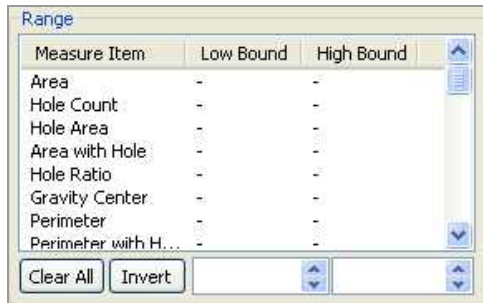 Range
Measure Item Low Bound High Bound
Area - -
Hole Count - -
Hole Area - -
Area with Hole - -
Hole Ratio - -
Gravity Center - -
Perimeter - -
Perimeter with H... - -
Clear All Invert